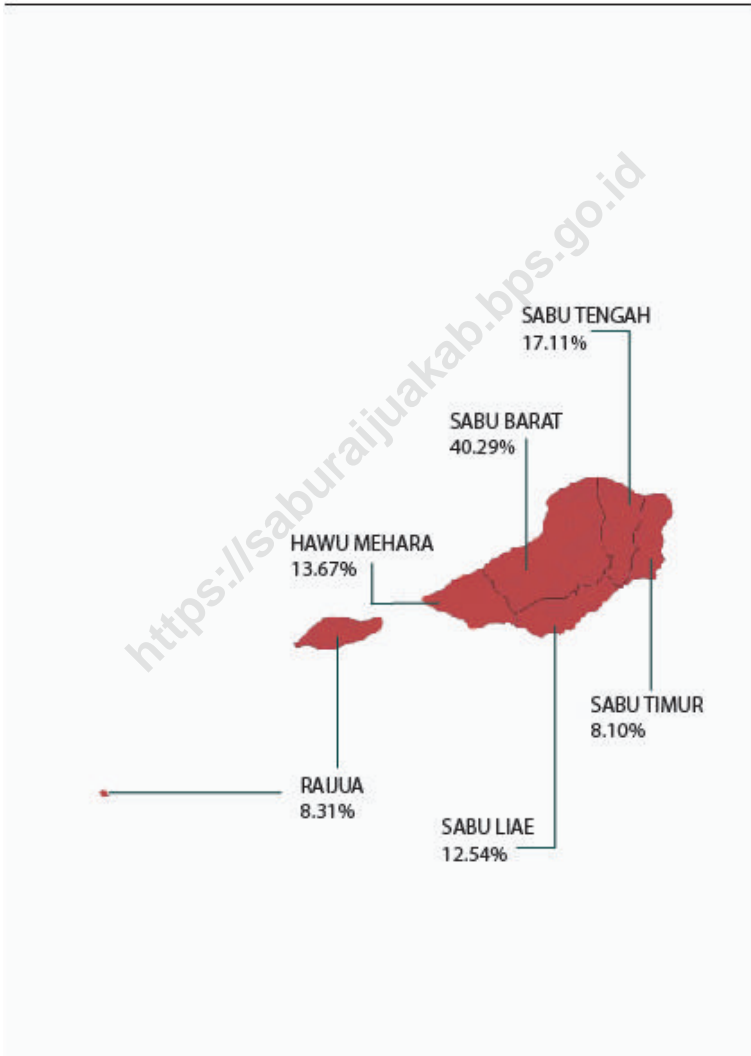 SABU TENGAH
17.11%
SABU BARAT
40.29%
HAWU MEHARA
13.67%
SABU TIMUR
8.10%
RAIJUA
8.31%
SABU LIAE
12.54%
https://saburaijuakab.bps.go.id